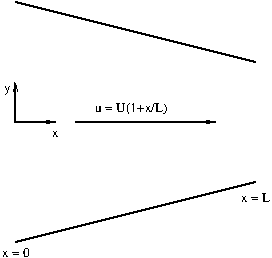 y
u = U(1+x/L)
x
x = L
x = 0